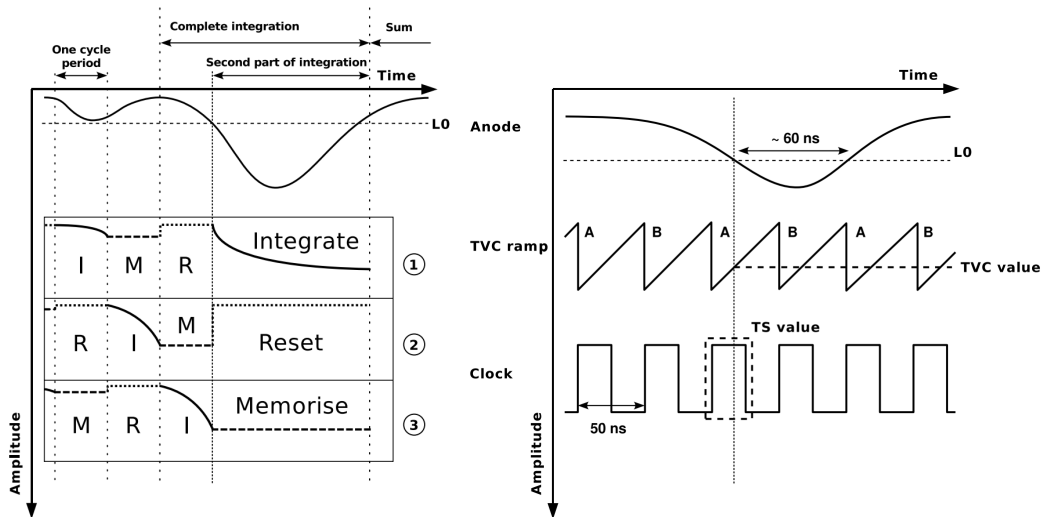 Complete integration
Sum
One cycle
period
Second part of integration
Time
L0
I M R Integrate 1
R I M Reset 2
M R I Memorise 3
Amplitude
Time
Anode
~ 60 ns
L0
TVC ramp
A B A B A B
TVC value
TS value
Clock
50 ns
Amplitude